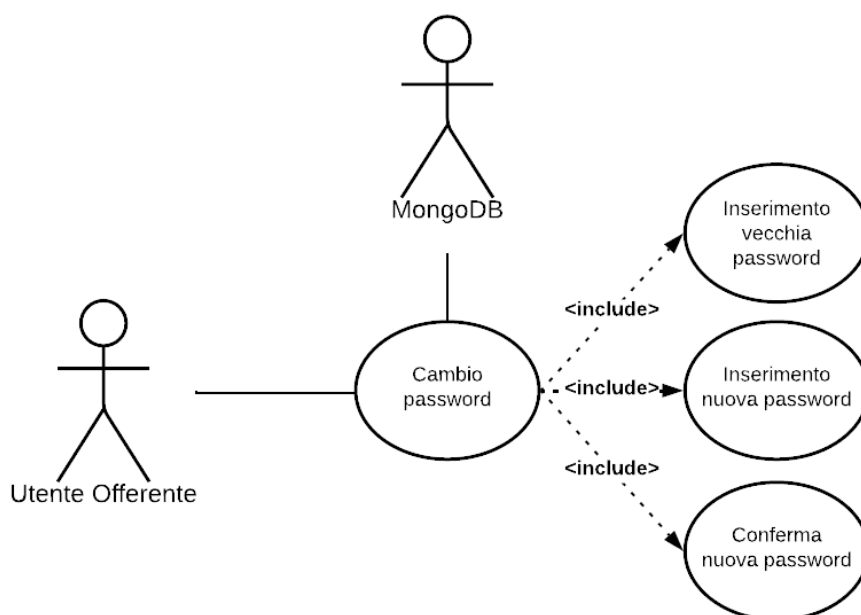 MongoDB
Inserimento
vecchia
password
<include>
Cambio
password
<include>
Inserimento
nuova password
<include>
Utente Offerente
Conferma
nuova password